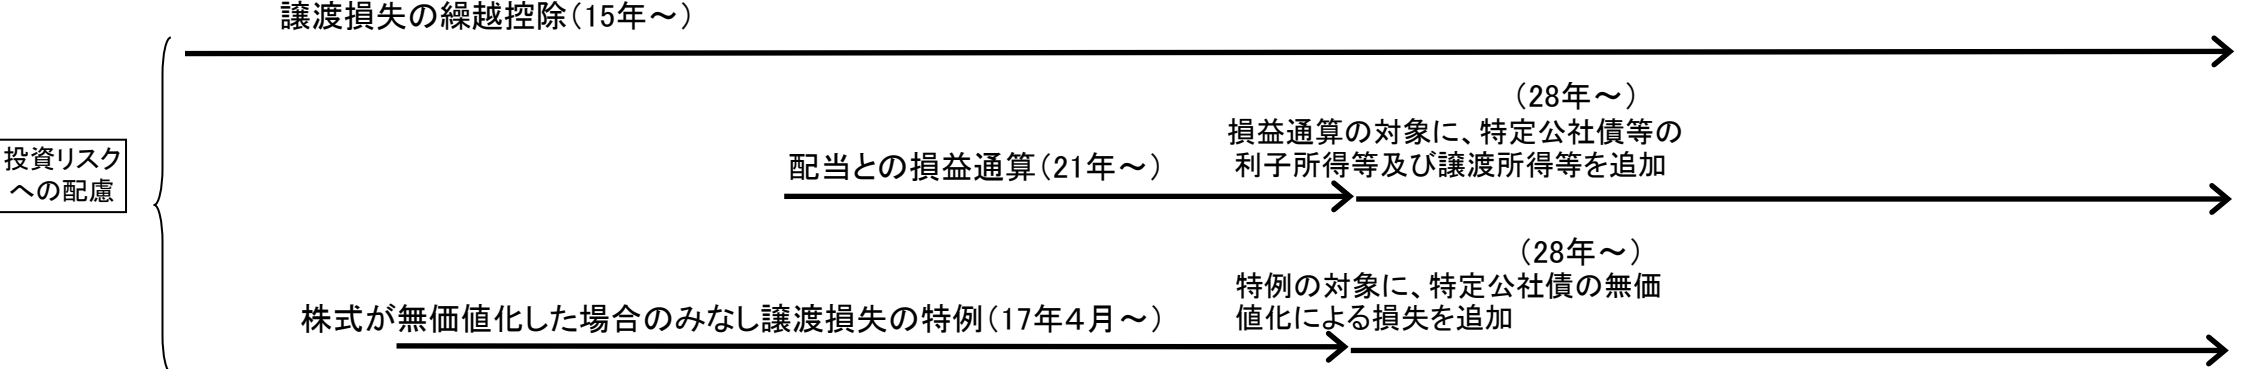 譲渡損失の繰越控除（15年～）
投資リスク
への配慮
配当との損益通算（21年～）
（28年～）
損益通算の対象に、特定公社債等の
利子所得等及び譲渡所得等を追加
株式が無価値化した場合のみなし譲渡損失の特例（17年４月～）
（28年～）
特例の対象に、特定公社債の無価
値化による損失を追加